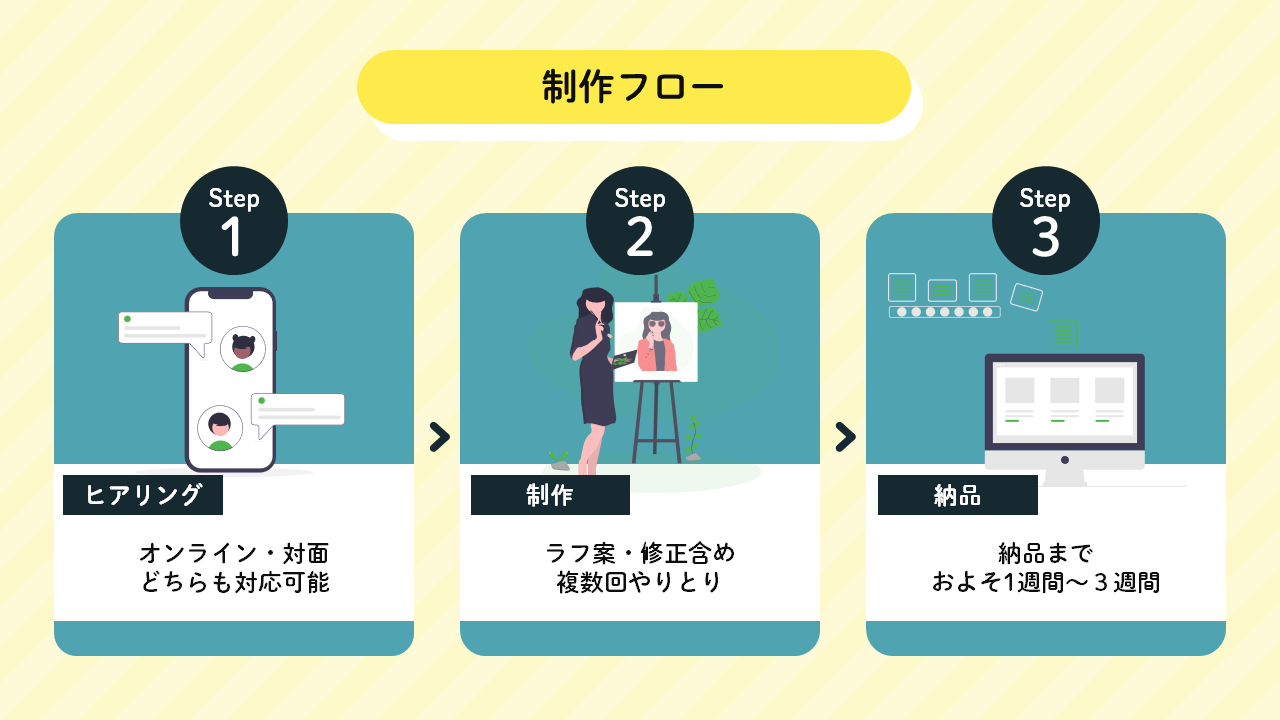 制作フロー
Step
1
ヒアリング
オンライン・対面
どちらも対応可能
Step
2
制作
ラフ案・修正含め
複数回やりとり
Step
3
納品
納品まで
およそ1週間〜３週間